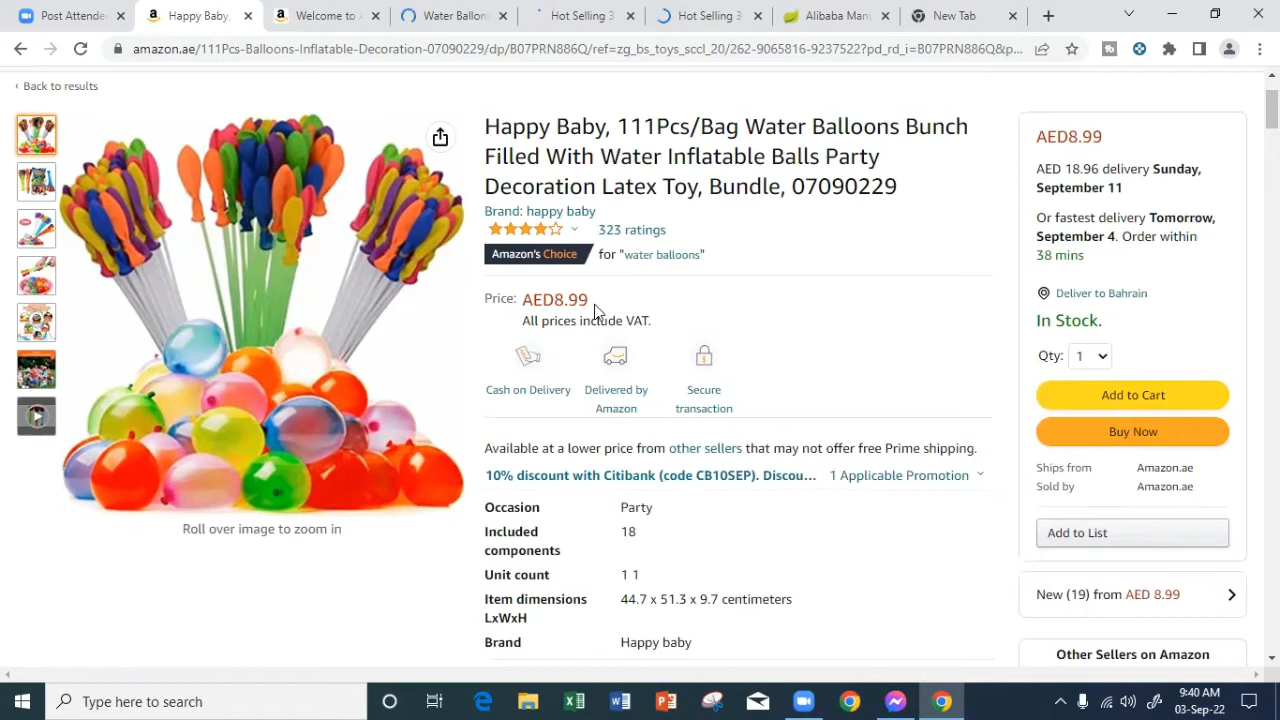 Post Attende
Happy Baby,
Welcome to A
Water Balloons
Hot Selling 3
Hot Selling 3
Alibaba Manu
New Tab
amazon.ae/111Pcs-Balloons-Inflatable-Decoration-07090229/dp/B07PRN886Q/ref=zg_bs_toys_sccl_20/262-9065816-9237522?pd_rd_i=B07PRN886Q&p...
‹ Back to results
Happy Baby, 111Pcs/Bag Water Balloons Bunch
Filled With Water Inflatable Balls Party
Decoration Latex Toy, Bundle, 07090229
Brand: happy baby
323 ratings
Amazon's Choice for "water balloons"
Price: AED8.99
All prices include VAT.
Cash on Delivery
Delivered by
Amazon
Secure
transaction
Available at a lower price from other sellers that may not offer free Prime shipping.
10% discount with Citibank (code CB10SEP). Discou... 1 Applicable Promotion
Occasion Party
Included
components 18
Unit count 1 1
Item dimensions
LxWxH 44.7 x 51.3 x 9.7 centimeters
Brand Happy baby
Roll over image to zoom in
AED8.99
AED 18.96 delivery Sunday,
September 11
Or fastest delivery Tomorrow,
September 4. Order within
38 mins
Deliver to Bahrain
In Stock.
Qty: 1
Add to Cart
Buy Now
Ships from Amazon.ae
Sold by Amazon.ae
Add to List
New (19) from AED 8.99
Other Sellers on Amazon
Type here to search
9:40 AM
03-Sep-22